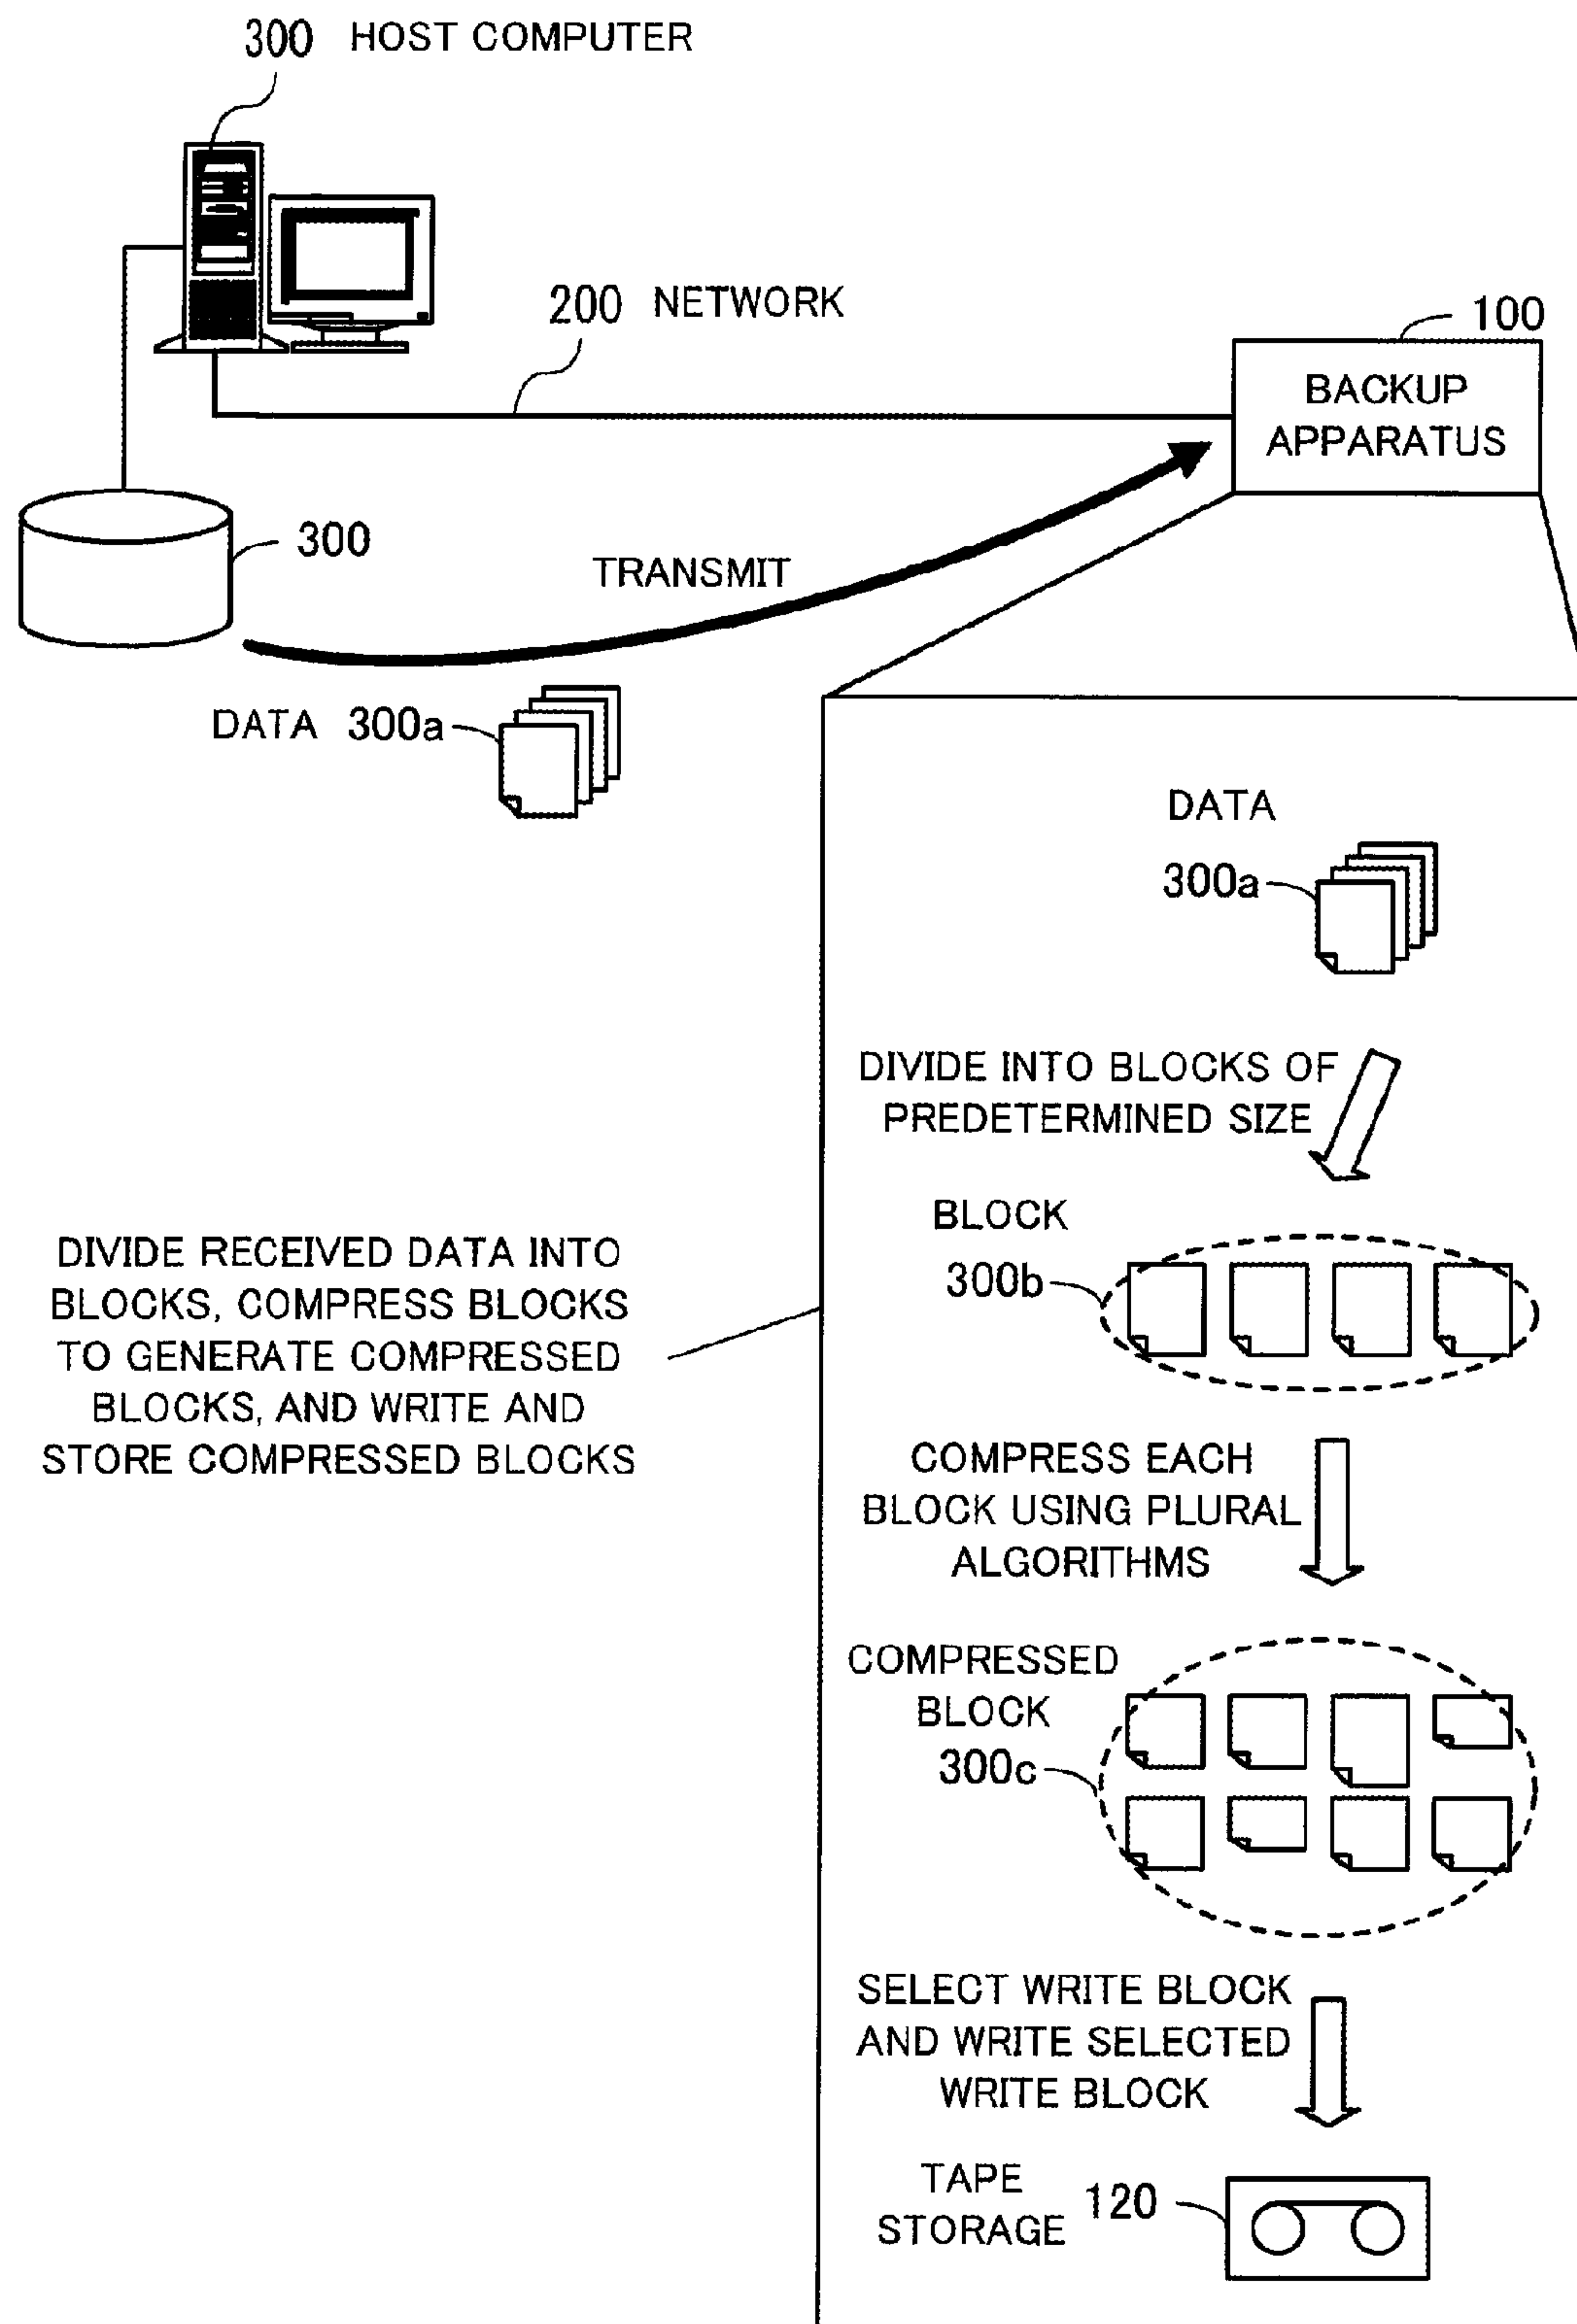 300 HOST COMPUTER
200 NETWORK
100
BACKUP
APPARATUS
300
TRANSMIT
DATA 300a
DATA
300a
DIVIDE INTO BLOCKS OF
PREDETERMINED SIZE
BLOCK
300b
DIVIDE RECEIVED DATA INTO
BLOCKS, COMPRESS BLOCKS
TO GENERATE COMPRESSED
BLOCKS, AND WRITE AND
STORE COMPRESSED BLOCKS
COMPRESS EACH
BLOCK USING PLURAL
ALGORITHMS
COMPRESSED
BLOCK
300c
SELECT WRITE BLOCK
AND WRITE SELECTED
WRITE BLOCK
TAPE
STORAGE
120